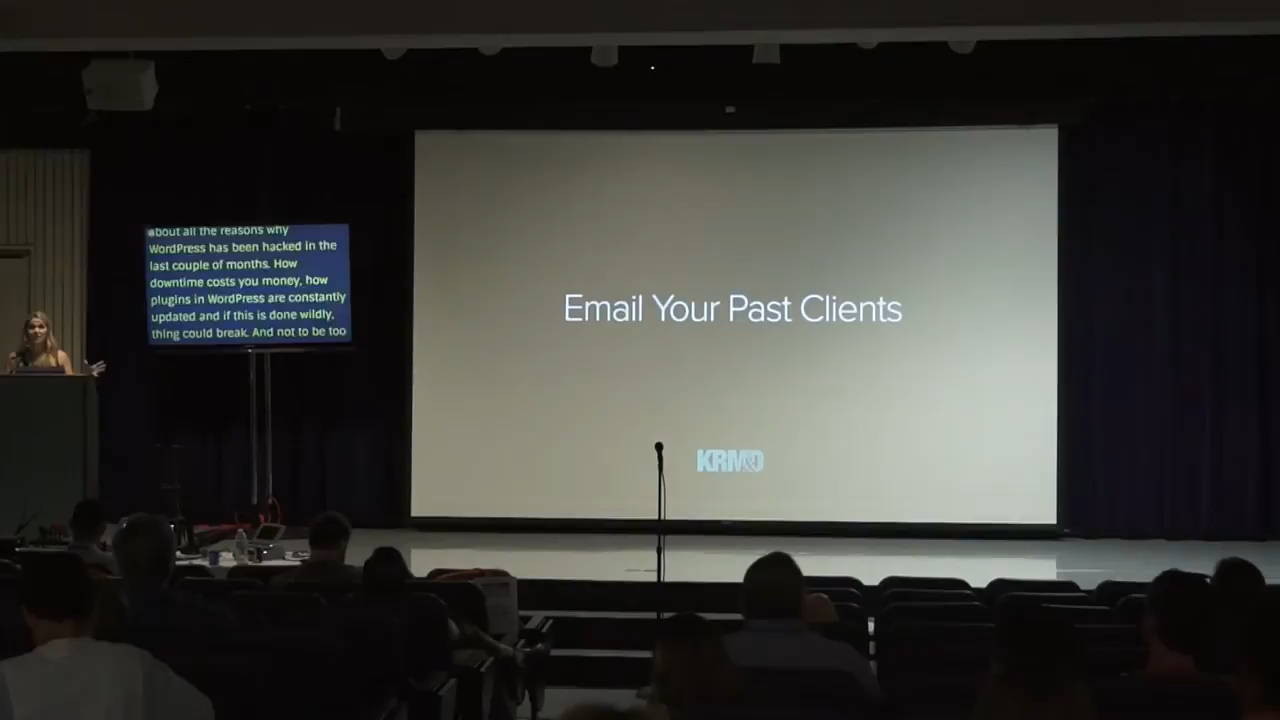 about all the reasons why
WordPress has been hacked in the
last couple of months. How
downtime costs you money, how
plugins in WordPress are constantly
updated and if this is done wildly,
thing could break. And not to be too
Email Your Past Clients
KRM&D